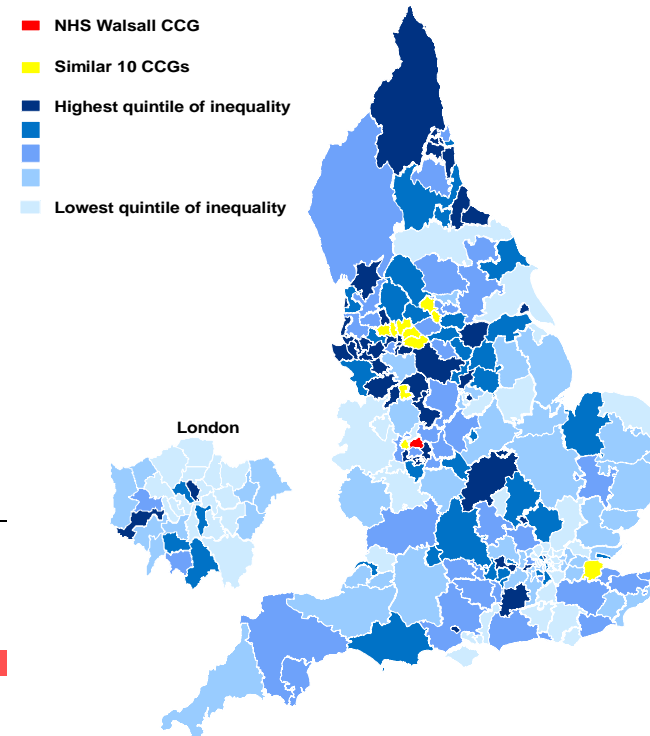 NHS Walsall CCG
Similar 10 CCGs
Highest quintile of inequality
Lowest quintile of inequality
London